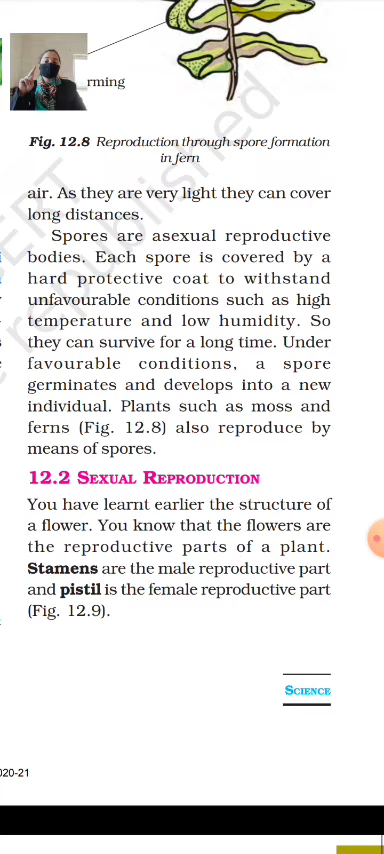 rming
Fig. 12.8 Reproduction through spore formation
in fern
air. As they are very light they can cover
long distances.
Spores are asexual reproductive
bodies. Each spore is covered by a
hard protective coat to withstand
unfavourable conditions such as high
temperature and low humidity. So
they can survive for a long time. Under
favourable conditions, a spore
germinates and develops into a new
individual. Plants such as moss and
ferns (Fig. 12.8) also reproduce by
means of spores.
12.2 SEXUAL REPRODUCTION
You have learnt earlier the structure of
a flower. You know that the flowers are
the reproductive parts of a plant.
Stamens are the male reproductive part
and pistil is the female reproductive part
(Fig. 12.9).
SCIENCE
020-21
republished